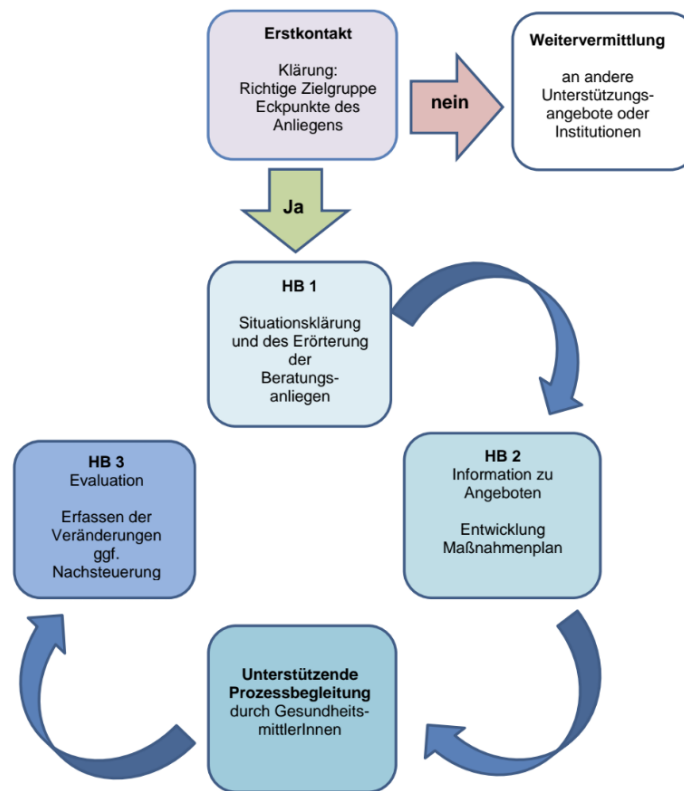 Erstkontakt
Klärung:
Richtige Zielgruppe
Eckpunkte des
Anliegens
nein
Weitervermittlung
an andere
Unterstützungs-
angebote oder
Institutionen
Ja
HB 1
Situationsklärung
und des Erörterung
der
Beratungs-
anliegen
HB 2
Information zu
Angeboten
Entwicklung
Maßnahmenplan
Unterstützende
Prozessbegleitung
durch Gesundheits-
mittlerInnen
HB 3
Evaluation
Erfassen der
Veränderungen
ggf.
Nachsteuerung